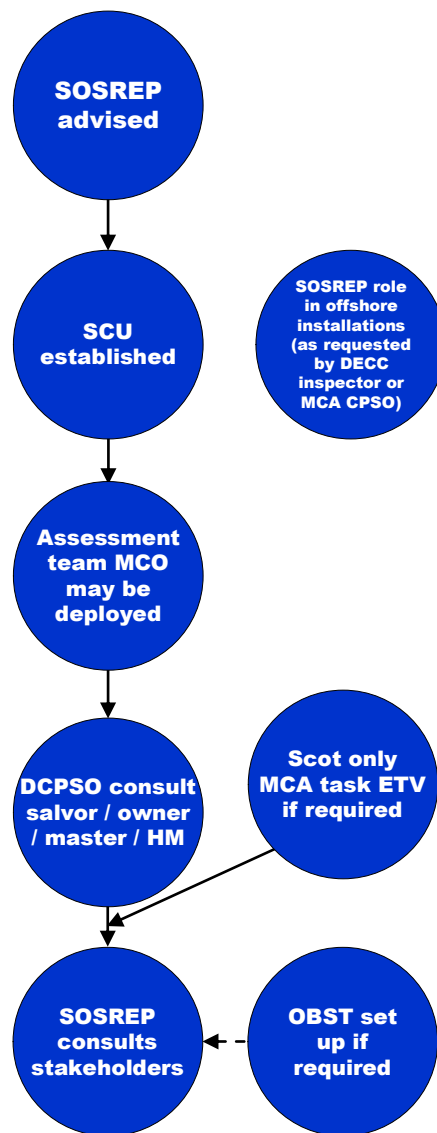 SOSREP
advised
SCU
established
SOSREP role
in offshore
installations
(as requested
by DECC
inspector or
MCA CPSO)
Assessment
team MCO
may be
deployed
DCPSO consult
salvor / owner
/ master / HM
Scot only
MCA task ETV
if required
SOSREP
consults
stakeholders
OBST set
up if
required